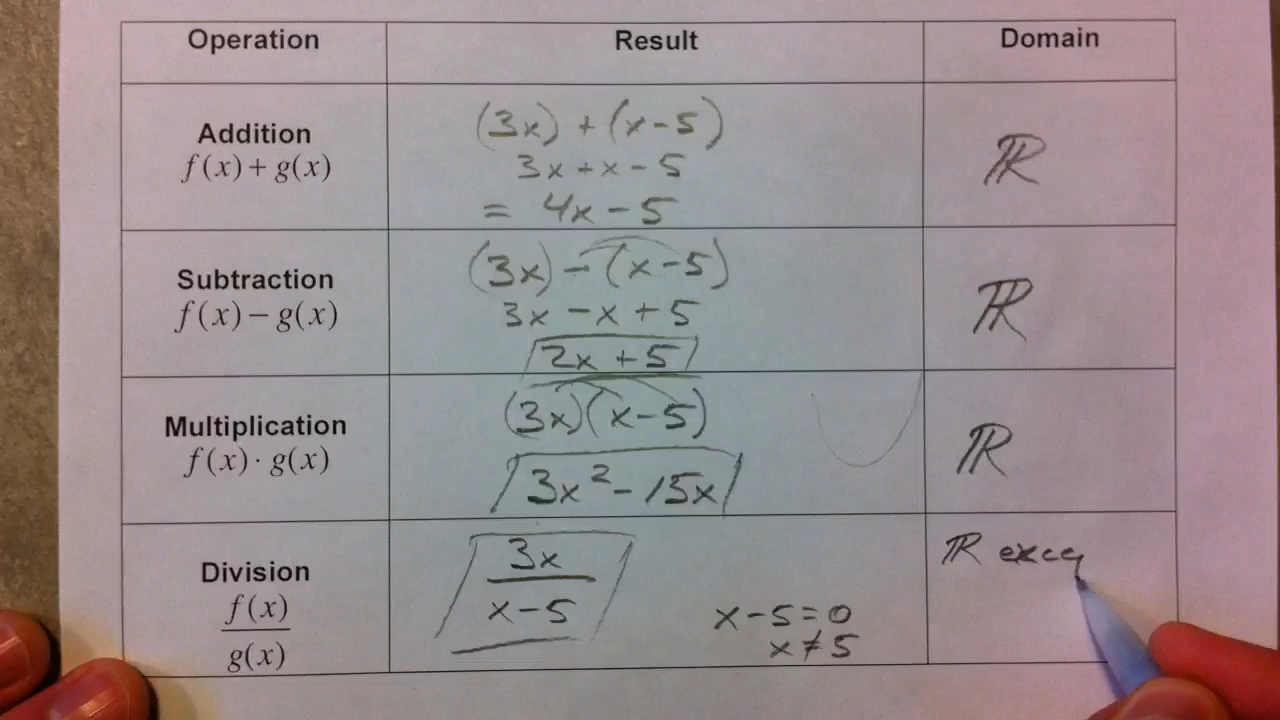 Operation Result Domain
Addition
f(x) + g(x)
(3x) + (x-5)
3x + x - 5
= 4x - 5
ℝ
Subtraction
f(x) - g(x)
(3x) - (x-5)
3x - x + 5
2x + 5
ℝ
Multiplication
f(x) · g(x)
(3x)(x-5)
3x² - 15x
ℝ
Division
f(x)
g(x)
3x
x-5
x-5=0
x≠5
ℝ excep